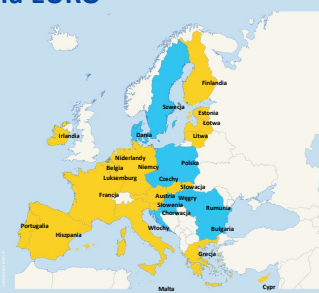 EURO
Finlandia
Szwecja
Estonia
Łotwa
Litwa
Dania
Irlandia
Niderlandy
Belgia
Niemcy
Luksemburg
Polska
Czechy
Słowacja
Francja
Austria
Węgry
Słowenia
Chorwacja
Rumunia
Włochy
Bułgaria
Portugalia
Hiszpania
Grecja
Malta
Cypr